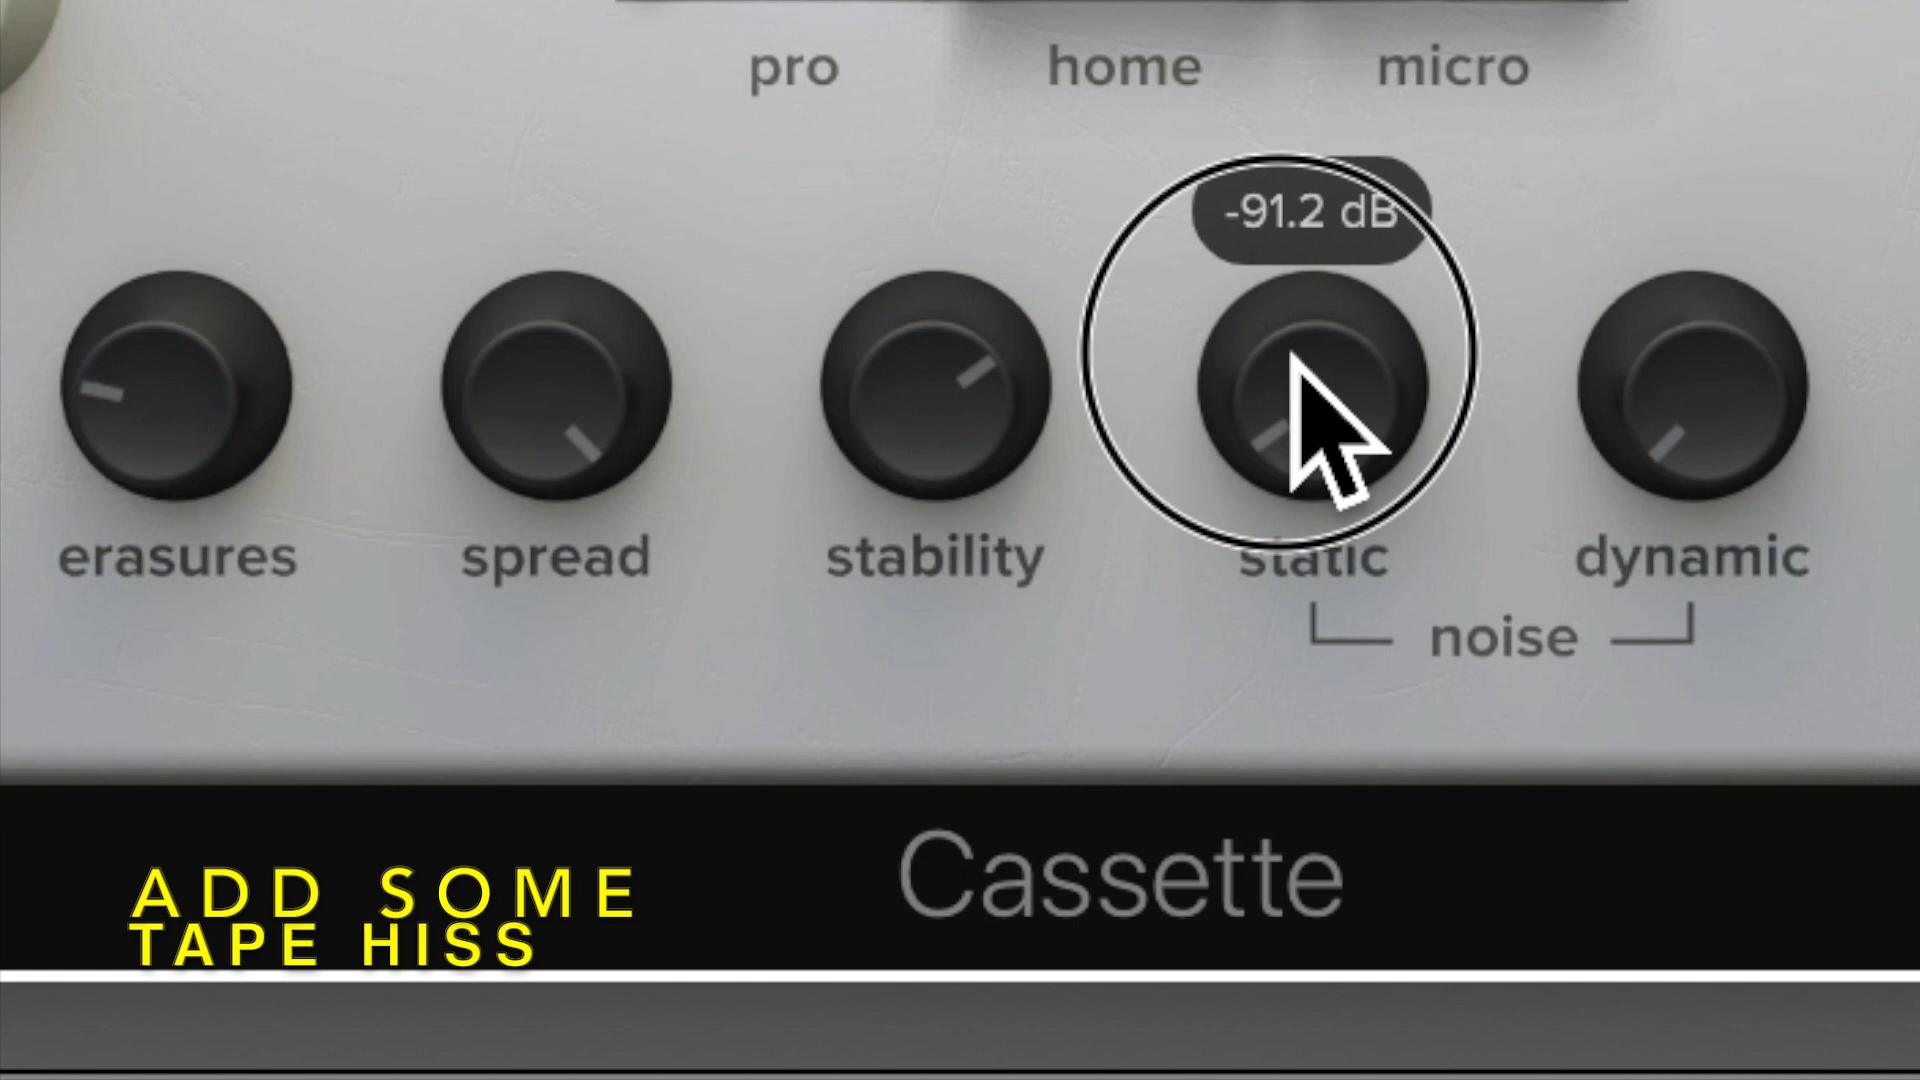 pro home micro
-91.2 dB
erasures spread stability static dynamic
noise
Cassette
ADD SOME
TAPE HISS